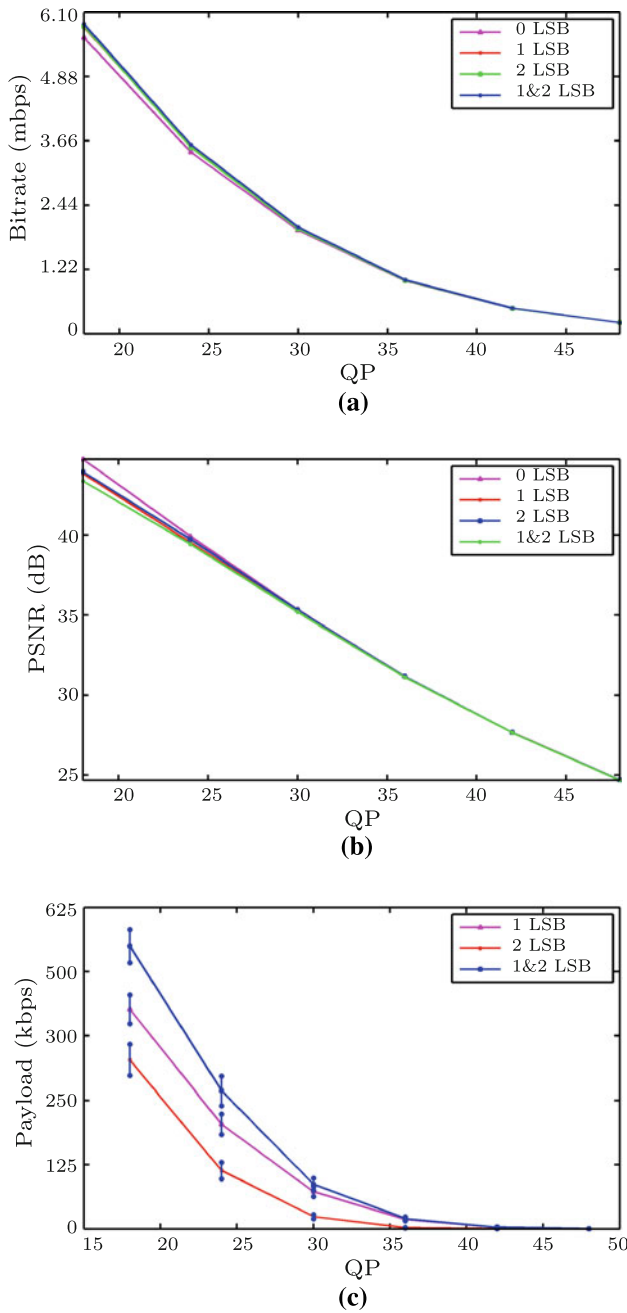 6.10
4.88
3.66
2.44
1.22
0
Bitrate (mbps)
0 LSB
1 LSB
2 LSB
1&2 LSB
20 25 30 35 40 45
QP
(a)
40
35
30
25
PSNR (dB)
0 LSB
1 LSB
2 LSB
1&2 LSB
20 25 30 35 40 45
QP
(b)
625
500
300
250
125
0
Payload (kbps)
1 LSB
2 LSB
1&2 LSB
15 20 25 30 35 40 45 50
QP
(c)